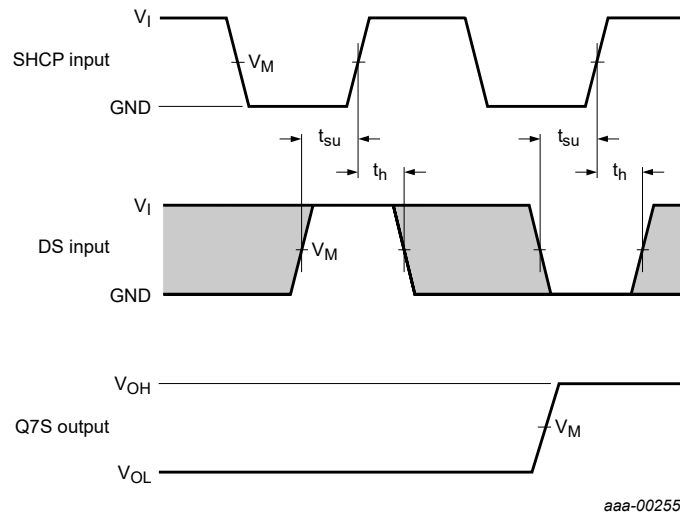 V_I
SHCP input
V_M
GND
t_su
t_su
t_h
t_h
V_I
DS input
V_M
GND
V_OH
Q7S output
V_M
V_OL
aaa-00255